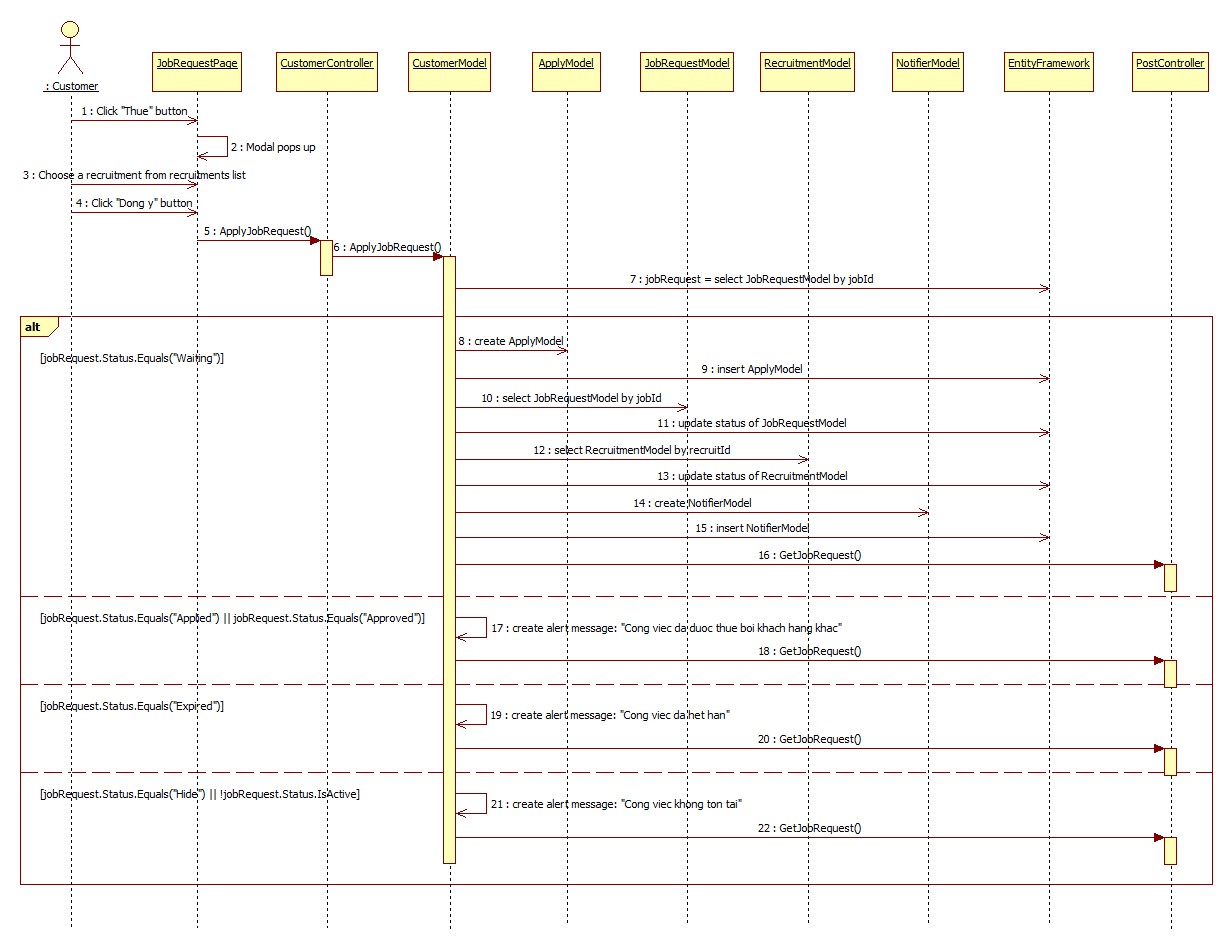 : Customer
JobRequestPage
CustomerController
CustomerModel
ApplyModel
JobRequestModel
RecruitmentModel
NotifierModel
EntityFramework
PostController
1 : Click "Thue" button
2 : Modal pops up
3 : Choose a recruitment from recruitments list
4 : Click "Dong y" button
5 : ApplyJobRequest()
6 : ApplyJobRequest()
7 : jobRequest = select JobRequestModel by jobId
alt
[jobRequest.Status.Equals("Waiting")]
8 : create ApplyModel
9 : insert ApplyModel
10 : select JobRequestModel by jobId
11 : update status of JobRequestModel
12 : select RecruitmentModel by recruitId
13 : update status of RecruitmentModel
14 : create NotifierModel
15 : insert NotifierModel
16 : GetJobRequest()
[jobRequest.Status.Equals("Applied") || jobRequest.Status.Equals("Approved")]
17 : create alert message: "Cong viec da duoc thue boi khach hang khac"
18 : GetJobRequest()
[jobRequest.Status.Equals("Expired")]
19 : create alert message: "Cong viec da het han"
20 : GetJobRequest()
[jobRequest.Status.Equals("Hide") || !jobRequest.Status.IsActive]
21 : create alert message: "Cong viec khong ton tai"
22 : GetJobRequest()